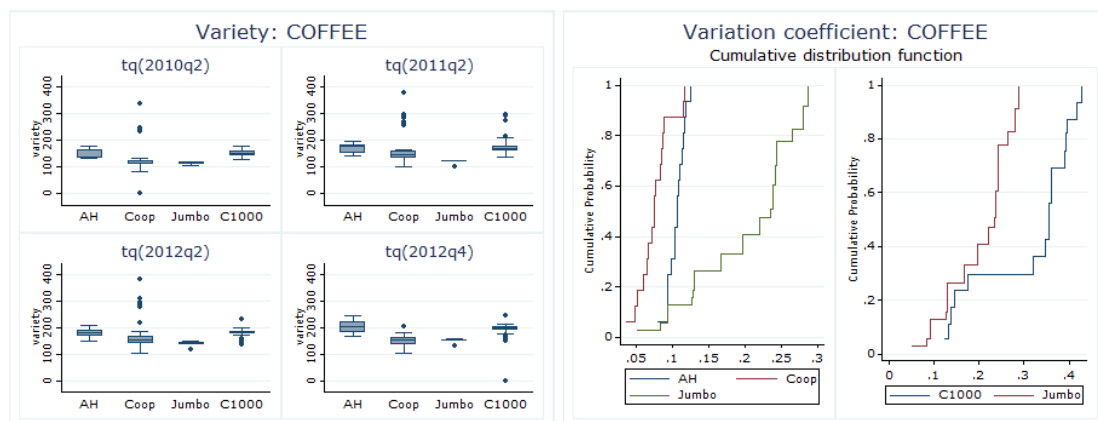 Variety: COFFEE
tq(2010q2)
tq(2011q2)
variety
0 100 200 300 400
AH Coop Jumbo C1000
variety
0 100 200 300 400
AH Coop Jumbo C1000
tq(2012q2)
tq(2012q4)
variety
0 100 200 300 400
AH Coop Jumbo C1000
variety
0 100 200 300 400
AH Coop Jumbo C1000
Variation coefficient: COFFEE
Cumulative distribution function
Cumulative Probability
0 .2 .4 .6 .8 1
.05 .1 .15 .2 .25 .3
AH Coop
Jumbo
Cumulative Probability
0 .2 .4 .6 .8 1
0 .1 .2 .3 .4
C1000 Jumbo